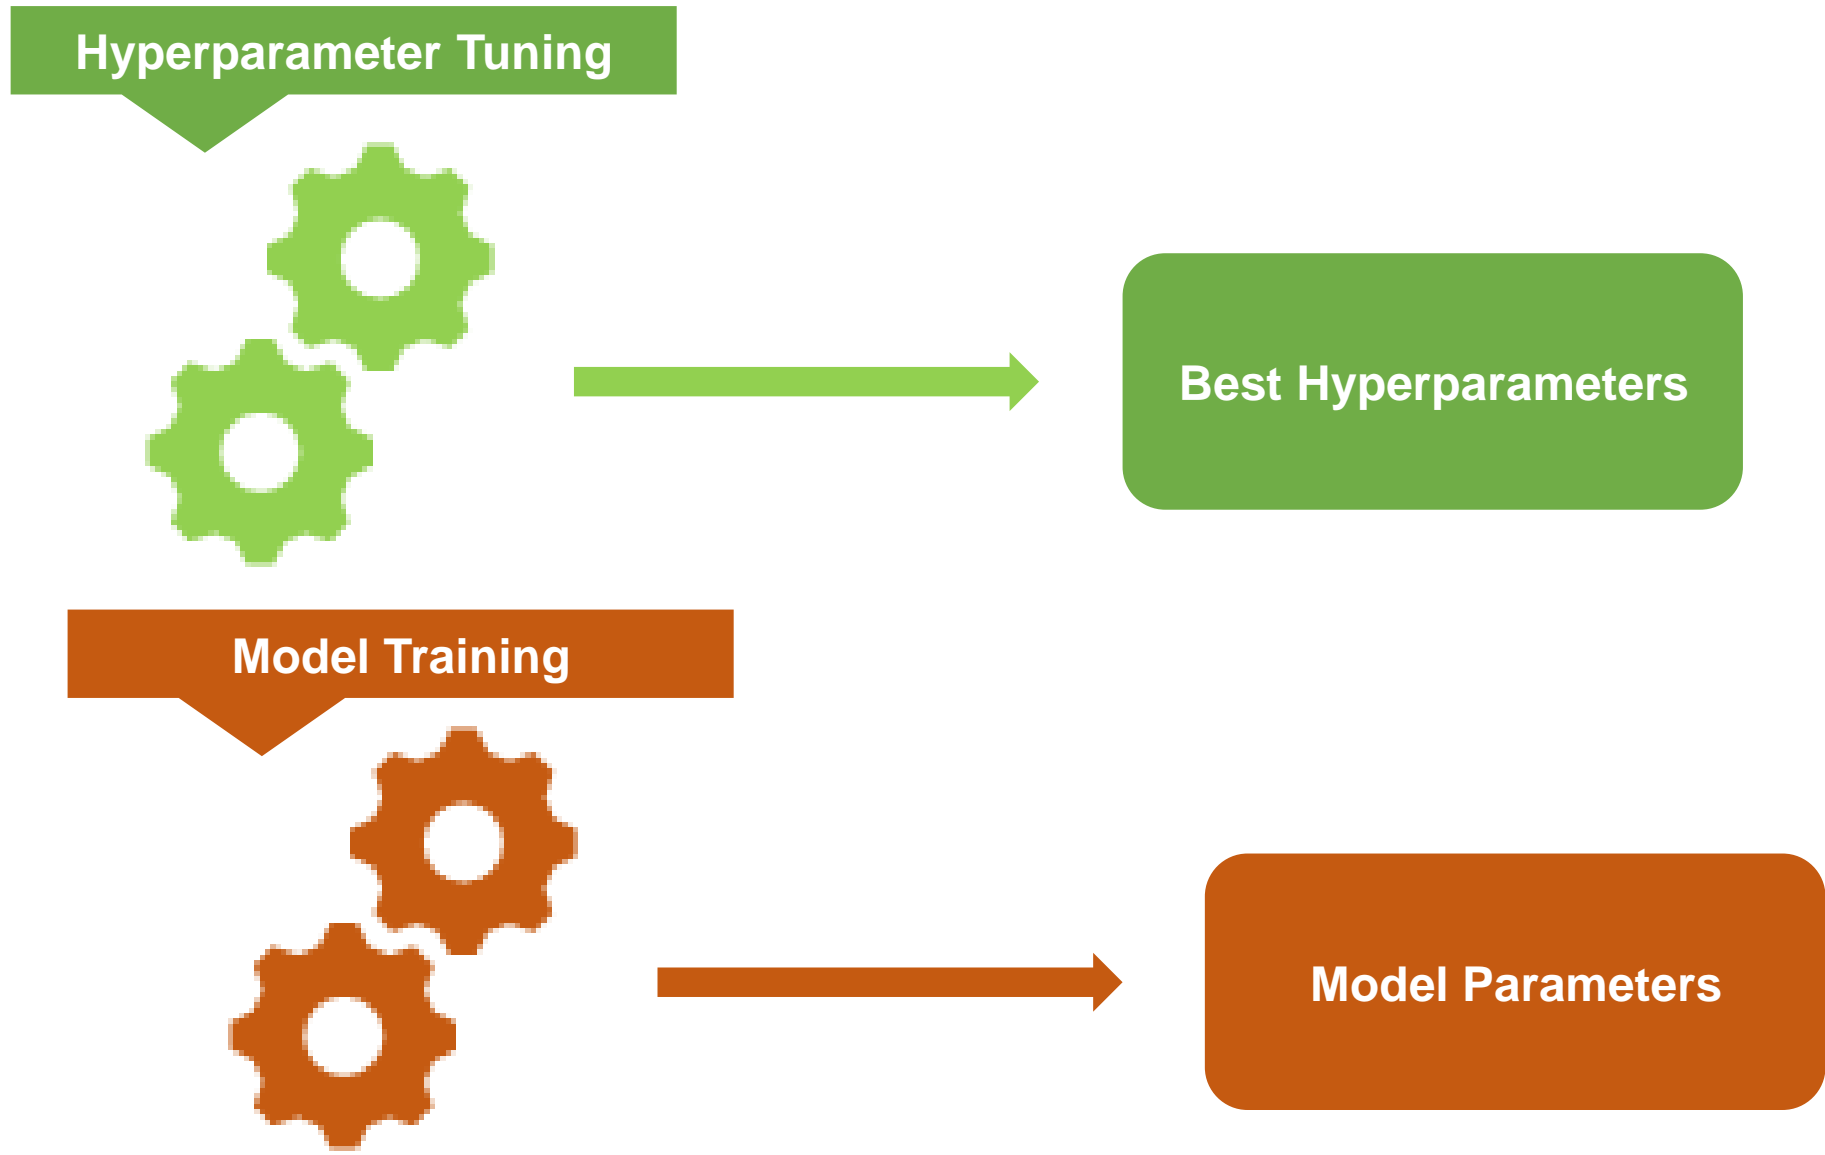 Hyperparameter Tuning
Best Hyperparameters
Model Training
Model Parameters